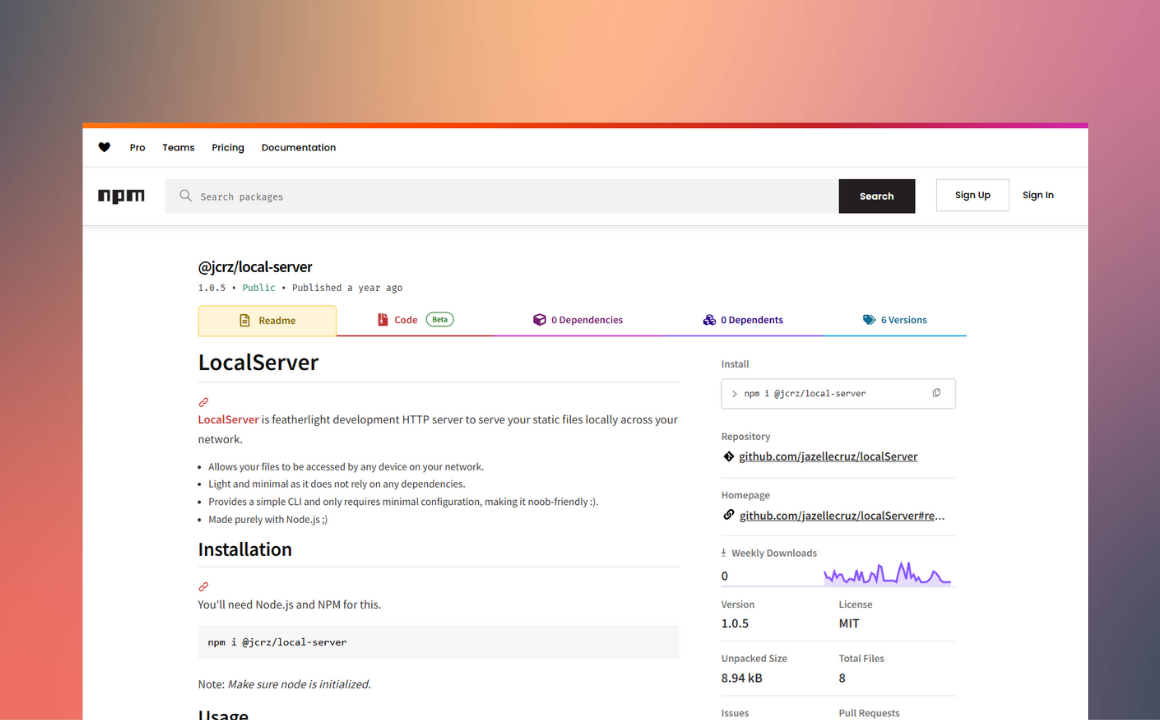 Pro Teams Pricing Documentation
npm
Search packages
Search
Sign Up
Sign In
@jcrz/local-server
1.0.5 • Public • Published a year ago
Readme
Code Beta
0 Dependencies
0 Dependents
6 Versions
LocalServer
LocalServer is featherlight development HTTP server to serve your static files locally across your
network.
• Allows your files to be accessed by any device on your network.
• Light and minimal as it does not rely on any dependencies.
• Provides a simple CLI and only requires minimal configuration, making it noob-friendly :).
• Made purely with Node.js ;)
Installation
You'll need Node.js and NPM for this.
npm i @jcrz/local-server
Note: Make sure node is initialized.
Usage
Install
> npm i @jcrz/local-server
Repository
github.com/jazellecruz/localServer
Homepage
github.com/jazellecruz/localServer#re...
Weekly Downloads
0
Version
License
1.0.5
MIT
Unpacked Size
Total Files
8.94 kB
8
Issues
Pull Requests